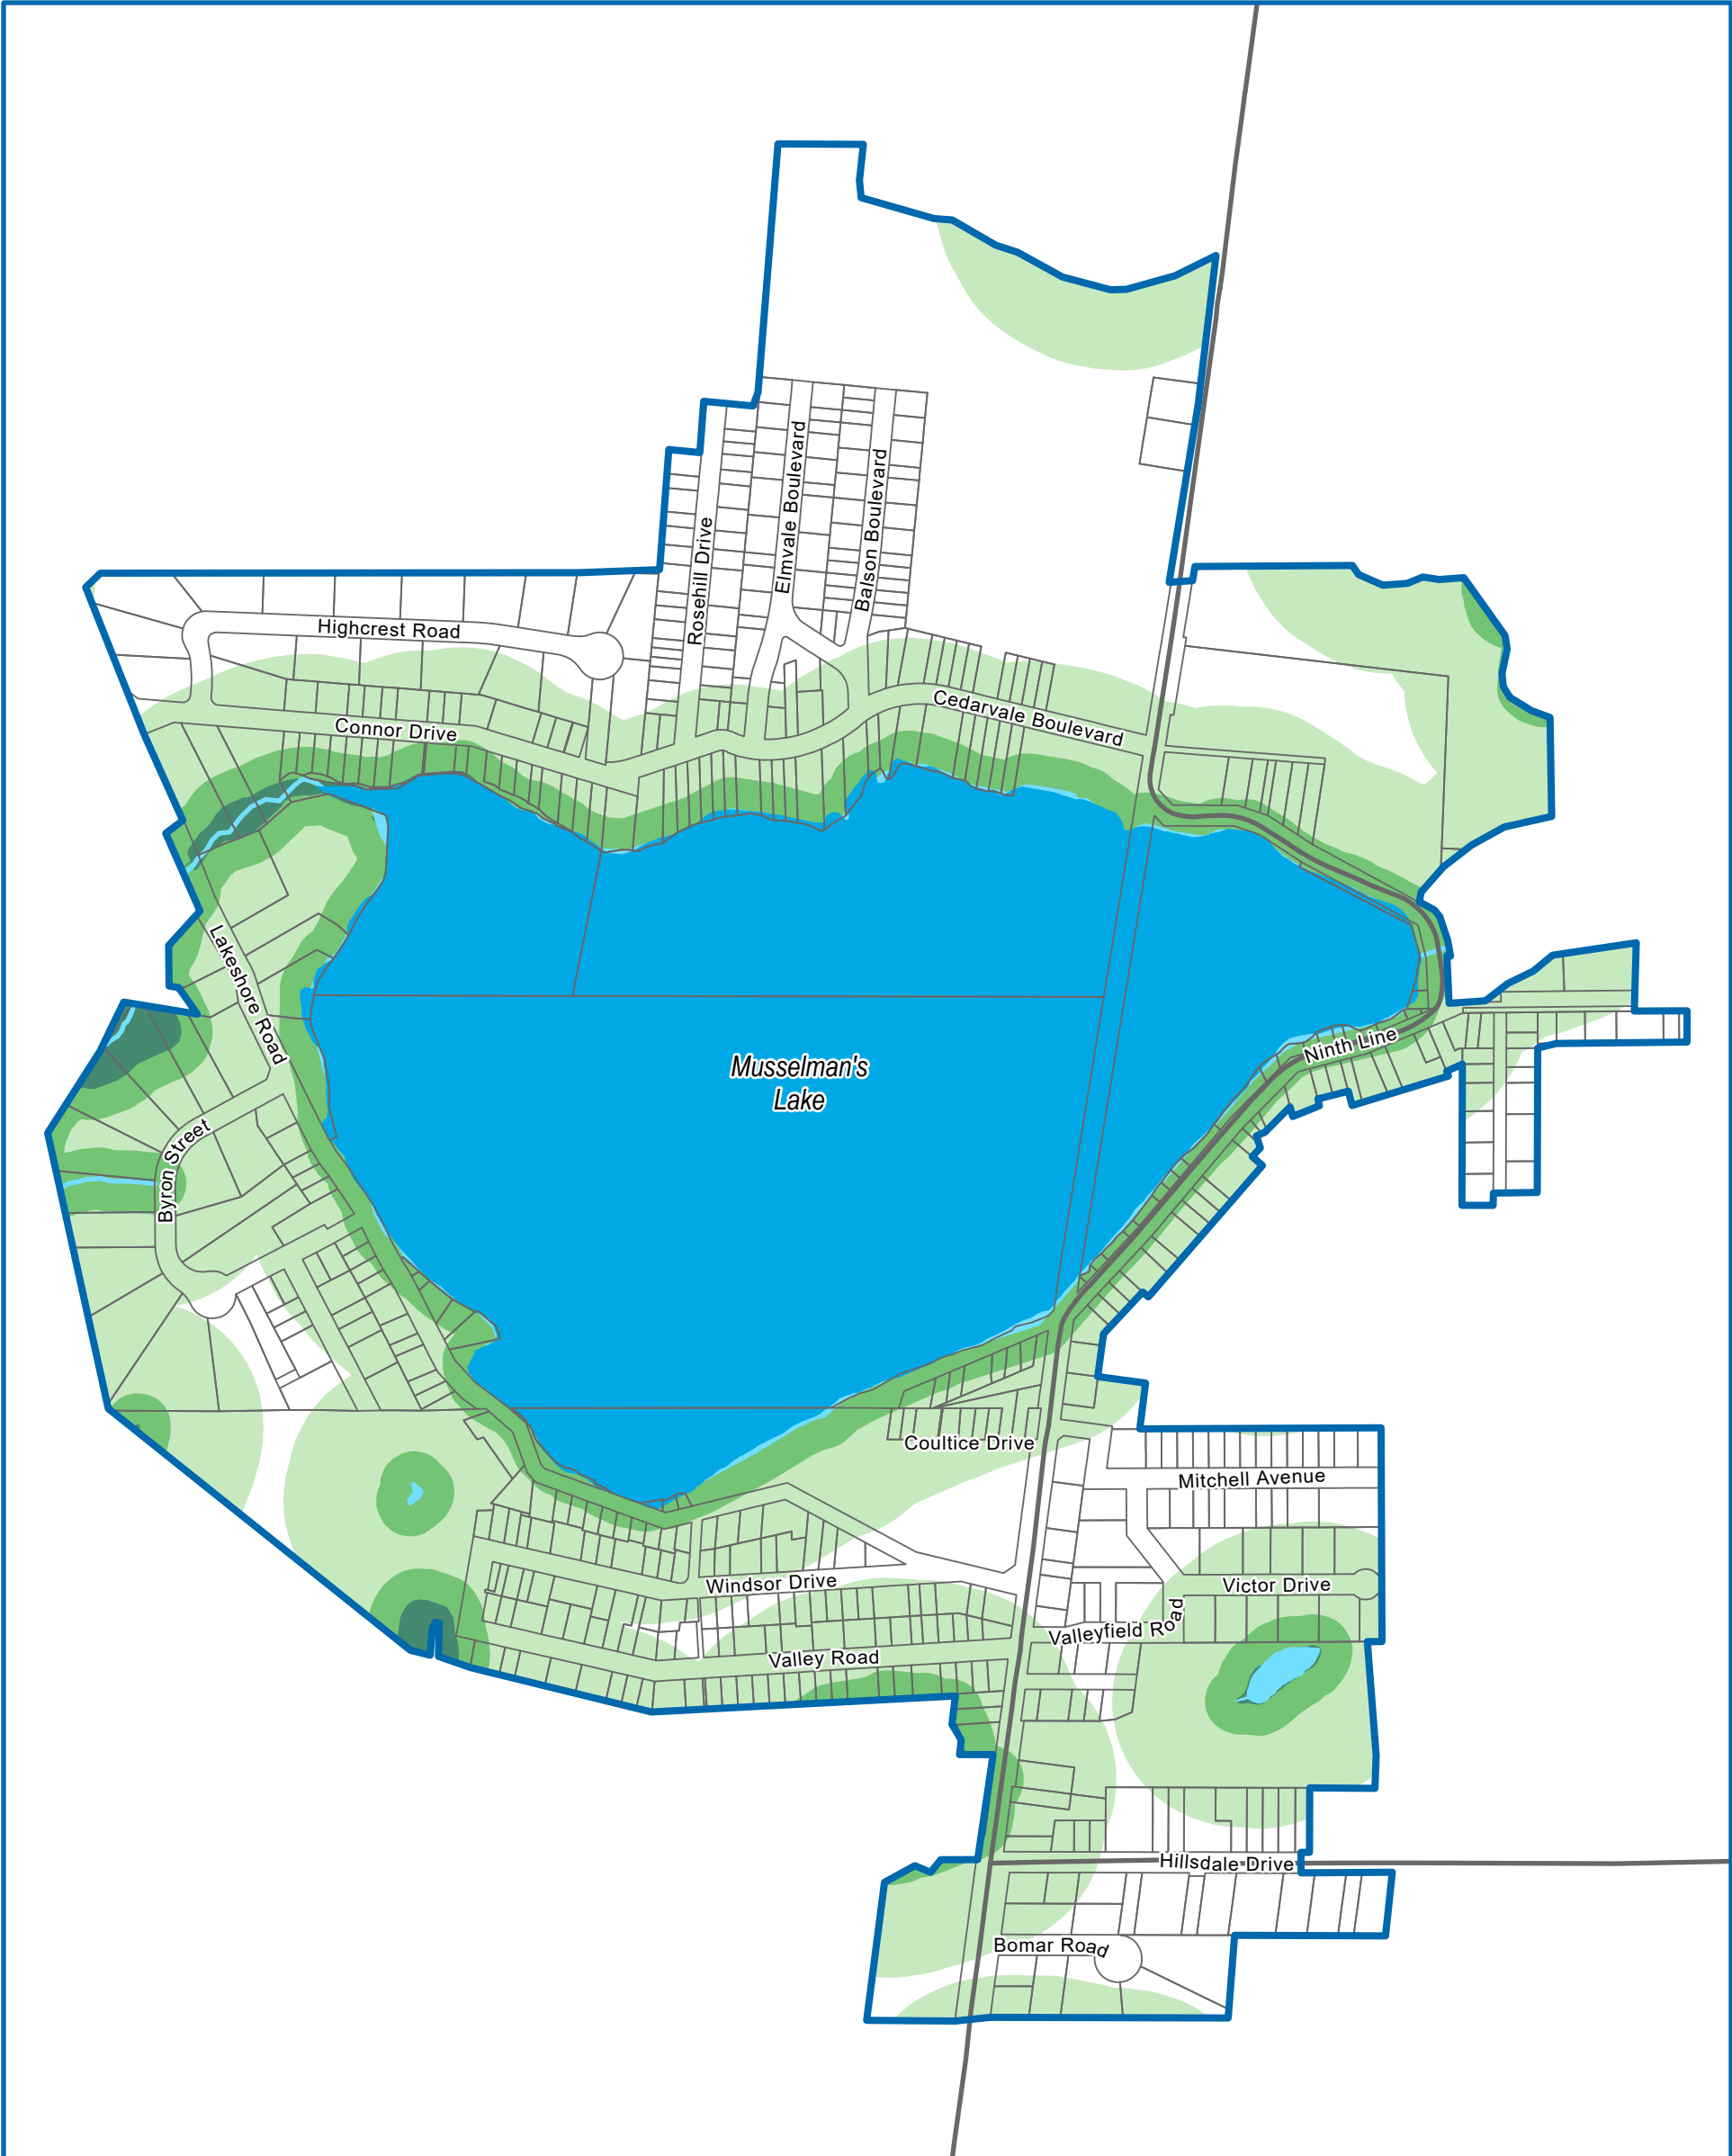 Elmvale Boulevard
Balson Boulevard
Rosehill Drive
Highcrest Road
Cedarvale Boulevard
Connor Drive
Lakeshore Road
Ninth Line
Musselman's
Lake
Byron Street
Coultice Drive
Mitchell Avenue
Windsor Drive
Victor Drive
Valleyfield Road
Valley Road
Hillsdale Drive
Bomar Road